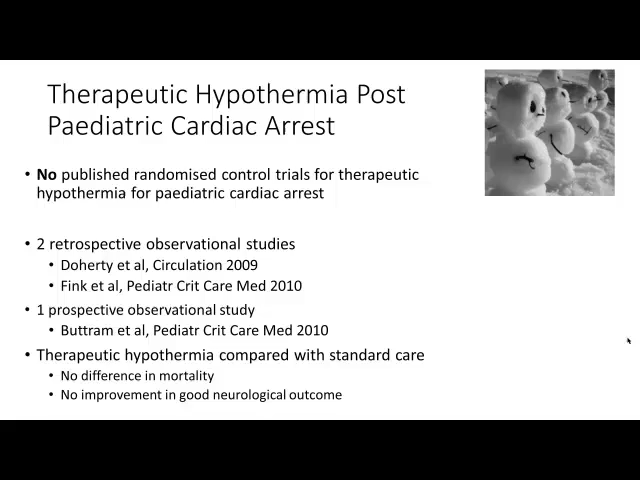 Therapeutic Hypothermia Post
Paediatric Cardiac Arrest
• No published randomised control trials for therapeutic
hypothermia for paediatric cardiac arrest
• 2 retrospective observational studies
• Doherty et al, Circulation 2009
• Fink et al, Pediatr Crit Care Med 2010
• 1 prospective observational study
• Buttram et al, Pediatr Crit Care Med 2010
• Therapeutic hypothermia compared with standard care
• No difference in mortality
• No improvement in good neurological outcome